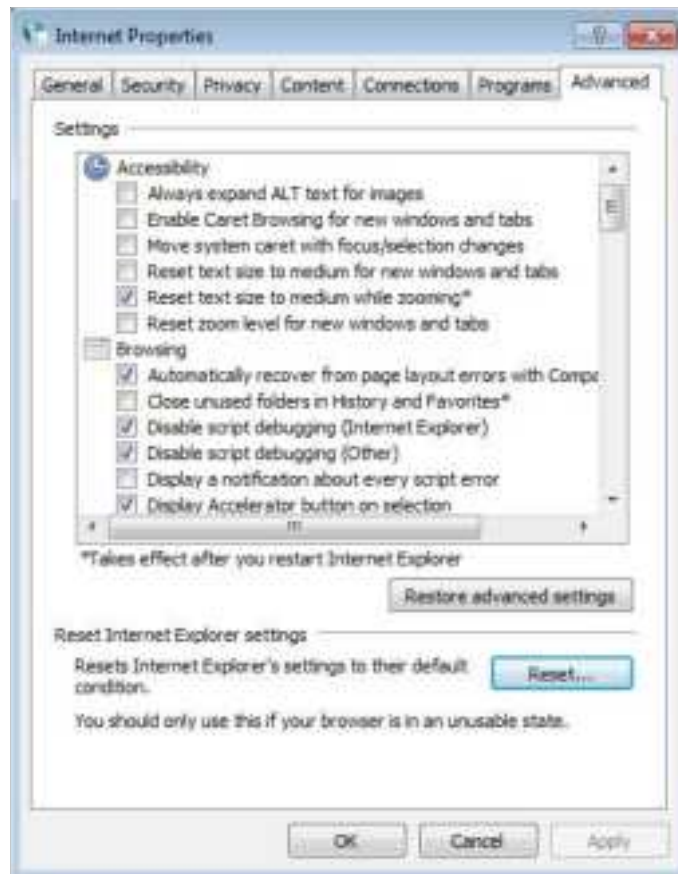 Internet Properties
General Security Privacy Content Connections Programs Advanced
Settings
Accessibility
Always expand ALT text for images
Enable Caret Browsing for new windows and tabs
Move system caret with focus/selection changes
Reset text size to medium for new windows and tabs
Reset text size to medium while zooming*
Reset zoom level for new windows and tabs
Browsing
Automatically recover from page layout errors with Compa
Close unused folders in History and Favorites*
Disable script debugging (Internet Explorer)
Disable script debugging (Other)
Display a notification about every script error
Display Accelerator button on selection
*Takes effect after you restart Internet Explorer
Restore advanced settings
Reset Internet Explorer settings
Resets Internet Explorer's settings to their default
condition.
Reset...
You should only use this if your browser is in an unusable state.
OK Cancel Apply